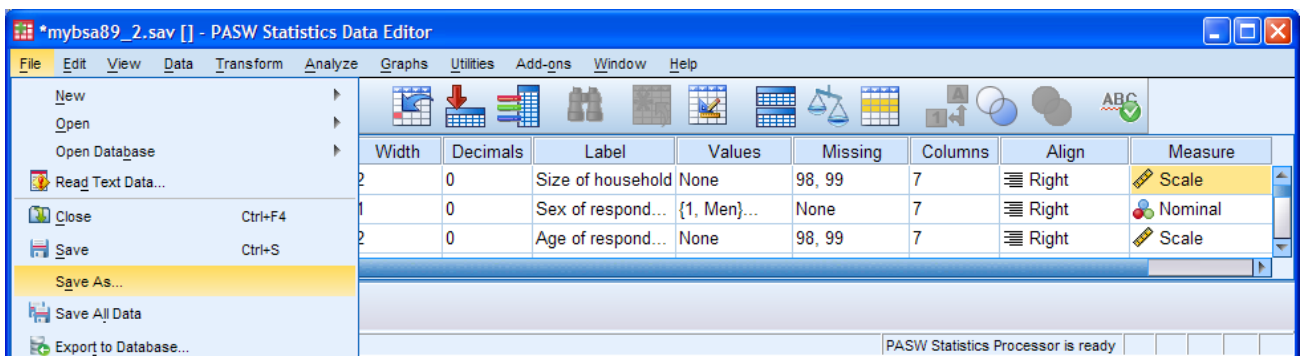 *mybsa89_2.sav [] - PASW Statistics Data Editor
File Edit View Data Transform Analyze Graphs Utilities Add-ons Window Help
New
Open
Open Database
Read Text Data...
Close Ctrl+F4
Save Ctrl+S
Save As...
Save All Data
Export to Database...
A
1
ABC
Width Decimals Label Values Missing Columns Align Measure
2 0 Size of household None 98, 99 7 Right Scale
1 0 Sex of respond... {1, Men}... None 7 Right Nominal
2 0 Age of respond... None 98, 99 7 Right Scale
PASW Statistics Processor is ready